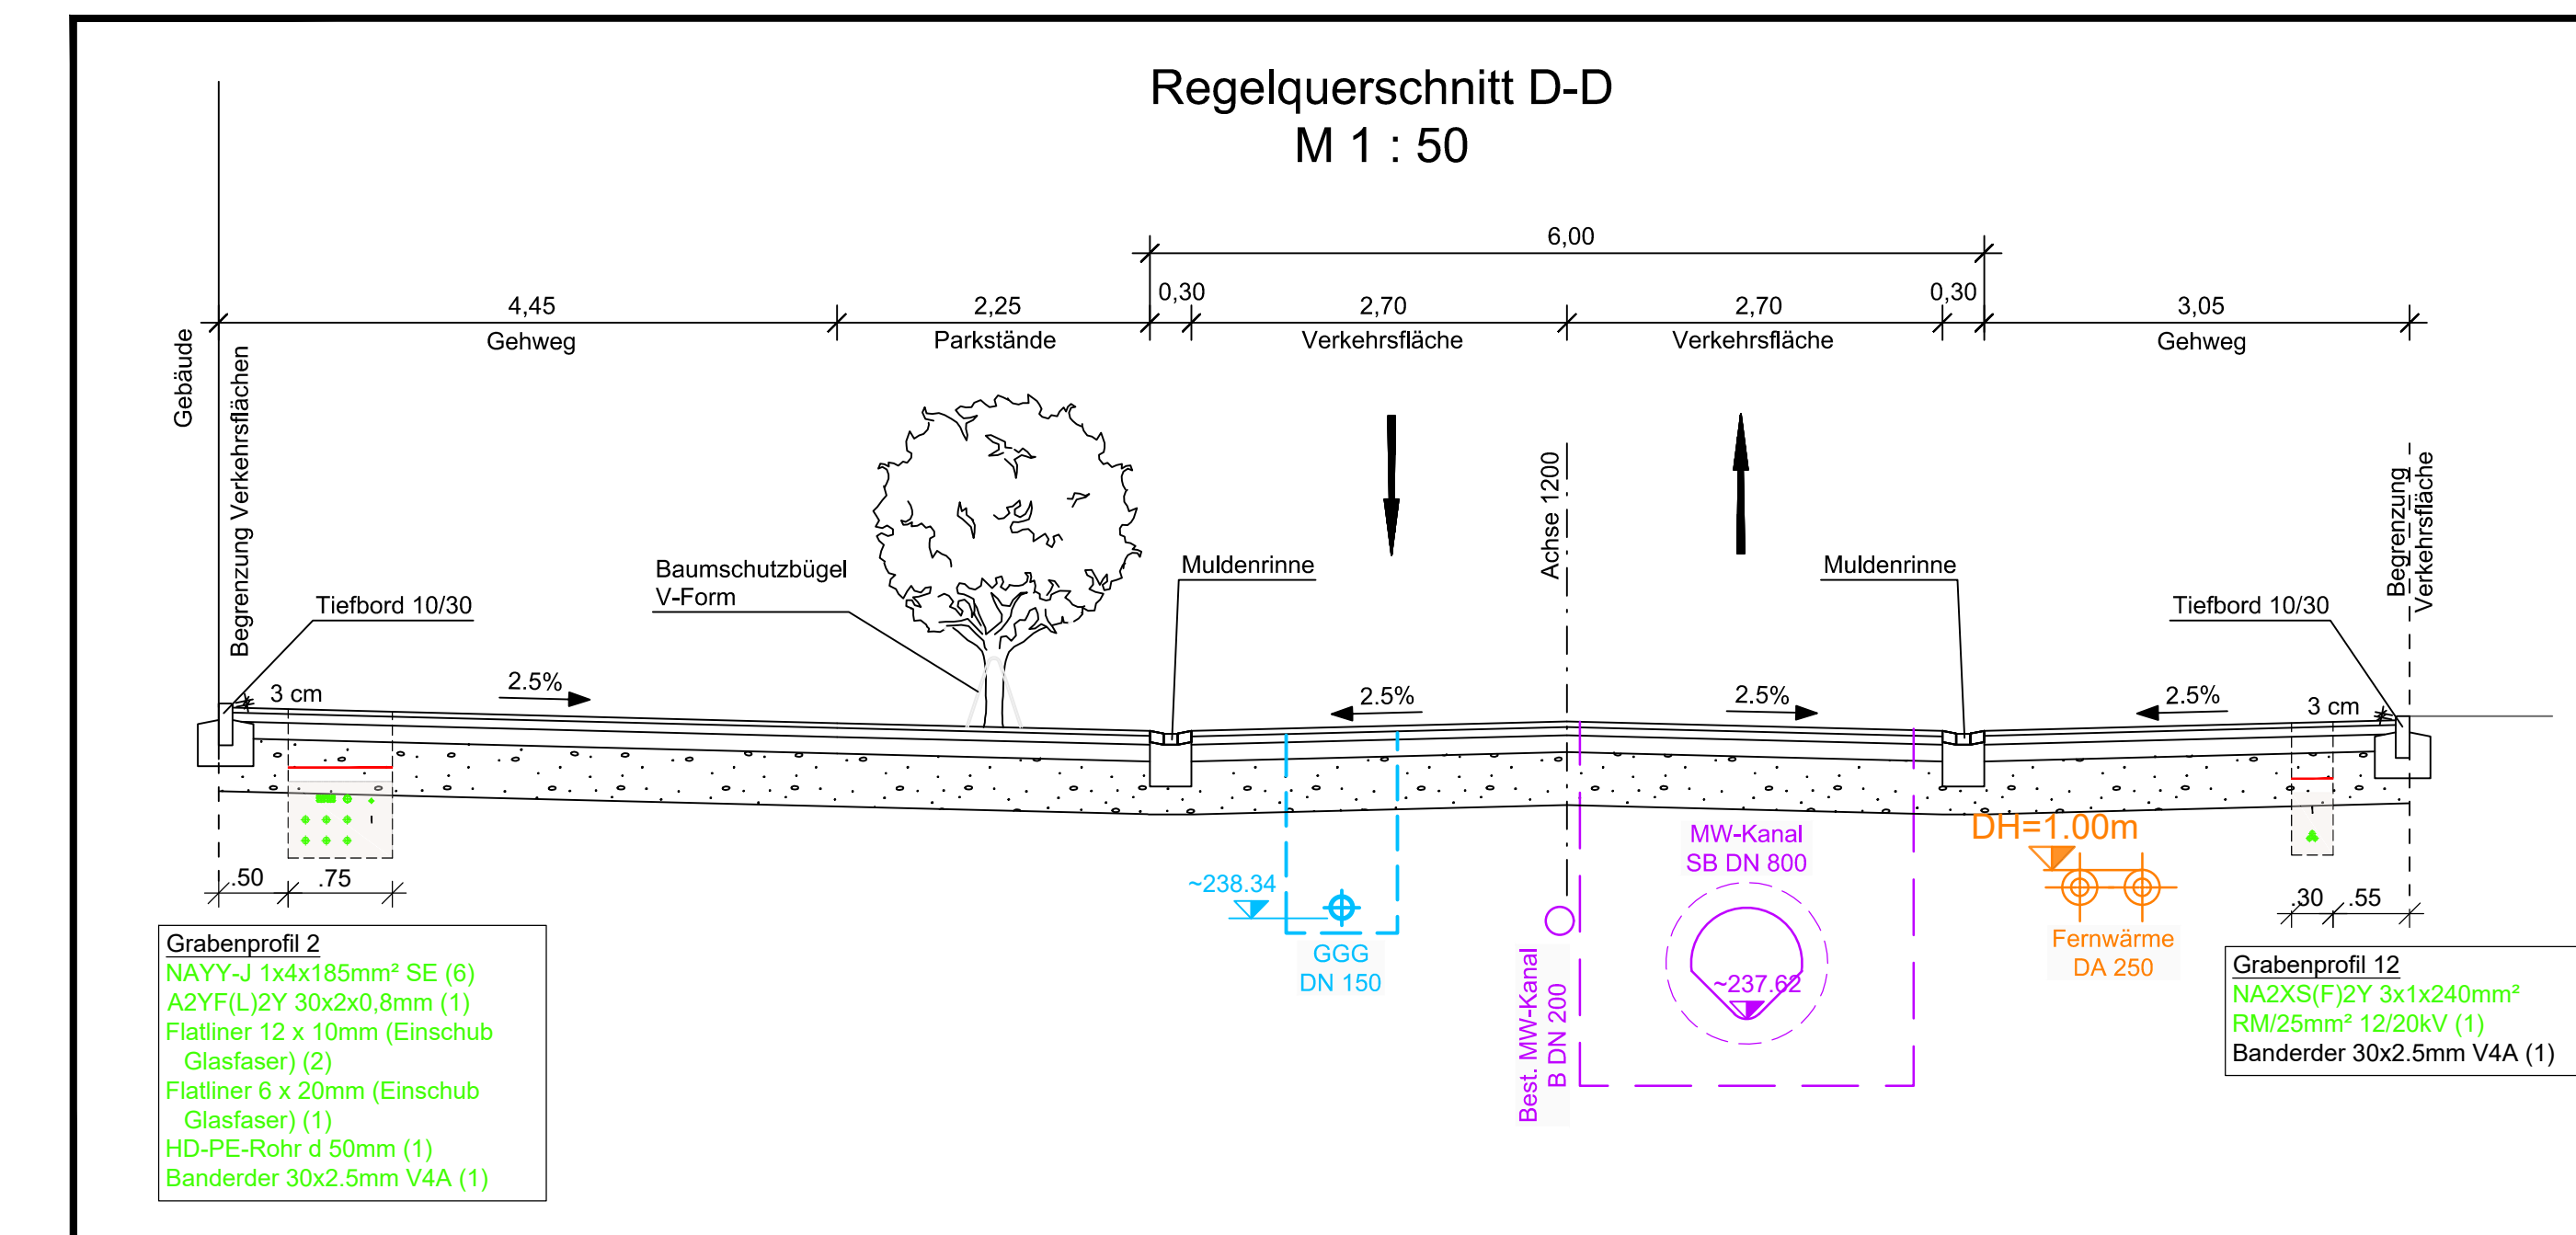 Regelquerschnitt D-D
M 1 : 50
6,00
4,45
2,25
0,30
2,70
2,70
0,30
3,05
Gehweg
Parkstände
Verkehrsfläche
Verkehrsfläche
Gehweg
Gebäude
Begrenzung Verkehrsflächen
Achse 1200
Begrenzung
Verkehrsfläche
Tiefbord 10/30
Baumschutzbügel
V-Form
Muldenrinne
Muldenrinne
Tiefbord 10/30
3 cm
2.5%
2.5%
2.5%
2.5%
3 cm
.50
.75
~238.34
GGG
DN 150
Best. MW-Kanal
B DN 200
MW-Kanal
SB DN 800
~237.62
DH=1.00m
Fernwärme
DA 250
.30
.55
Grabenprofil 2
NAYY-J 1x4x185mm² SE (6)
A2YF(L)2Y 30x2x0,8mm (1)
Flatliner 12 x 10mm (Einschub
Glasfaser) (2)
Flatliner 6 x 20mm (Einschub
Glasfaser) (1)
HD-PE-Rohr d 50mm (1)
Banderder 30x2.5mm V4A (1)
Grabenprofil 12
NA2XS(F)2Y 3x1x240mm²
RM/25mm² 12/20kV (1)
Banderder 30x2.5mm V4A (1)